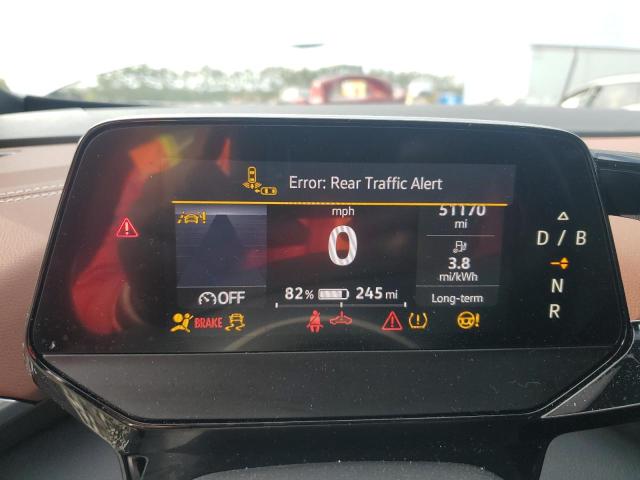 Error: Rear Traffic Alert
mph
51170
mi
0
D / B
3.8
mi/kWh
N
OFF
82%
245 mi
Long-term
R
BRAKE